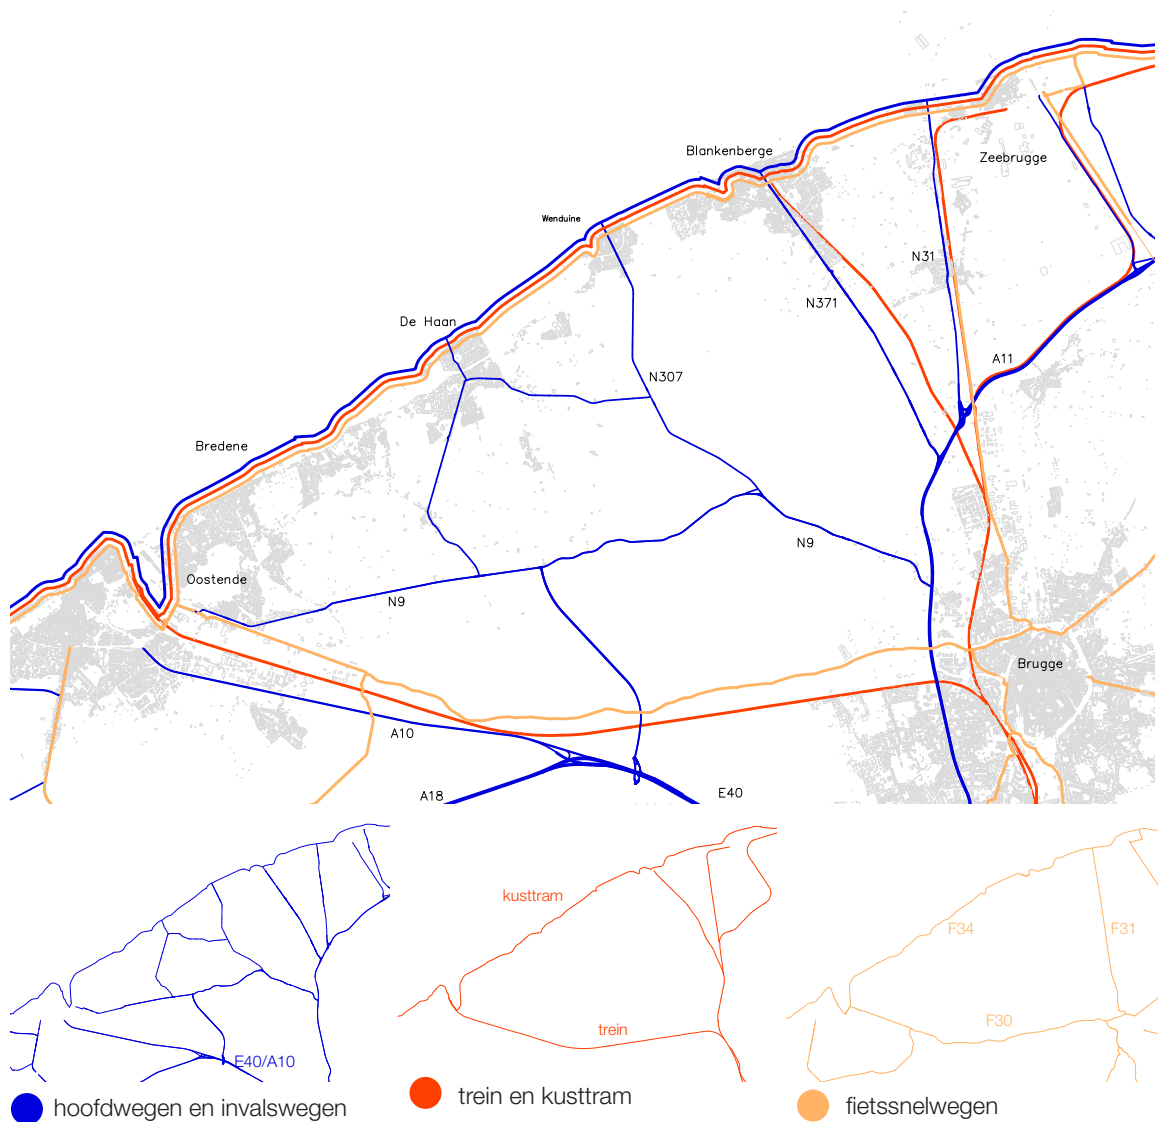 Blankenberge
Zeebrugge
Wenduine
N31
N371
De Haan
A11
N307
Bredene
N9
Oostende
N9
Brugge
A10
A18
E40
kusttram
F34
F31
trein
F30
E40/A10
hoofdwegen en invalswegen
trein en kusttram
fietssnelwegen